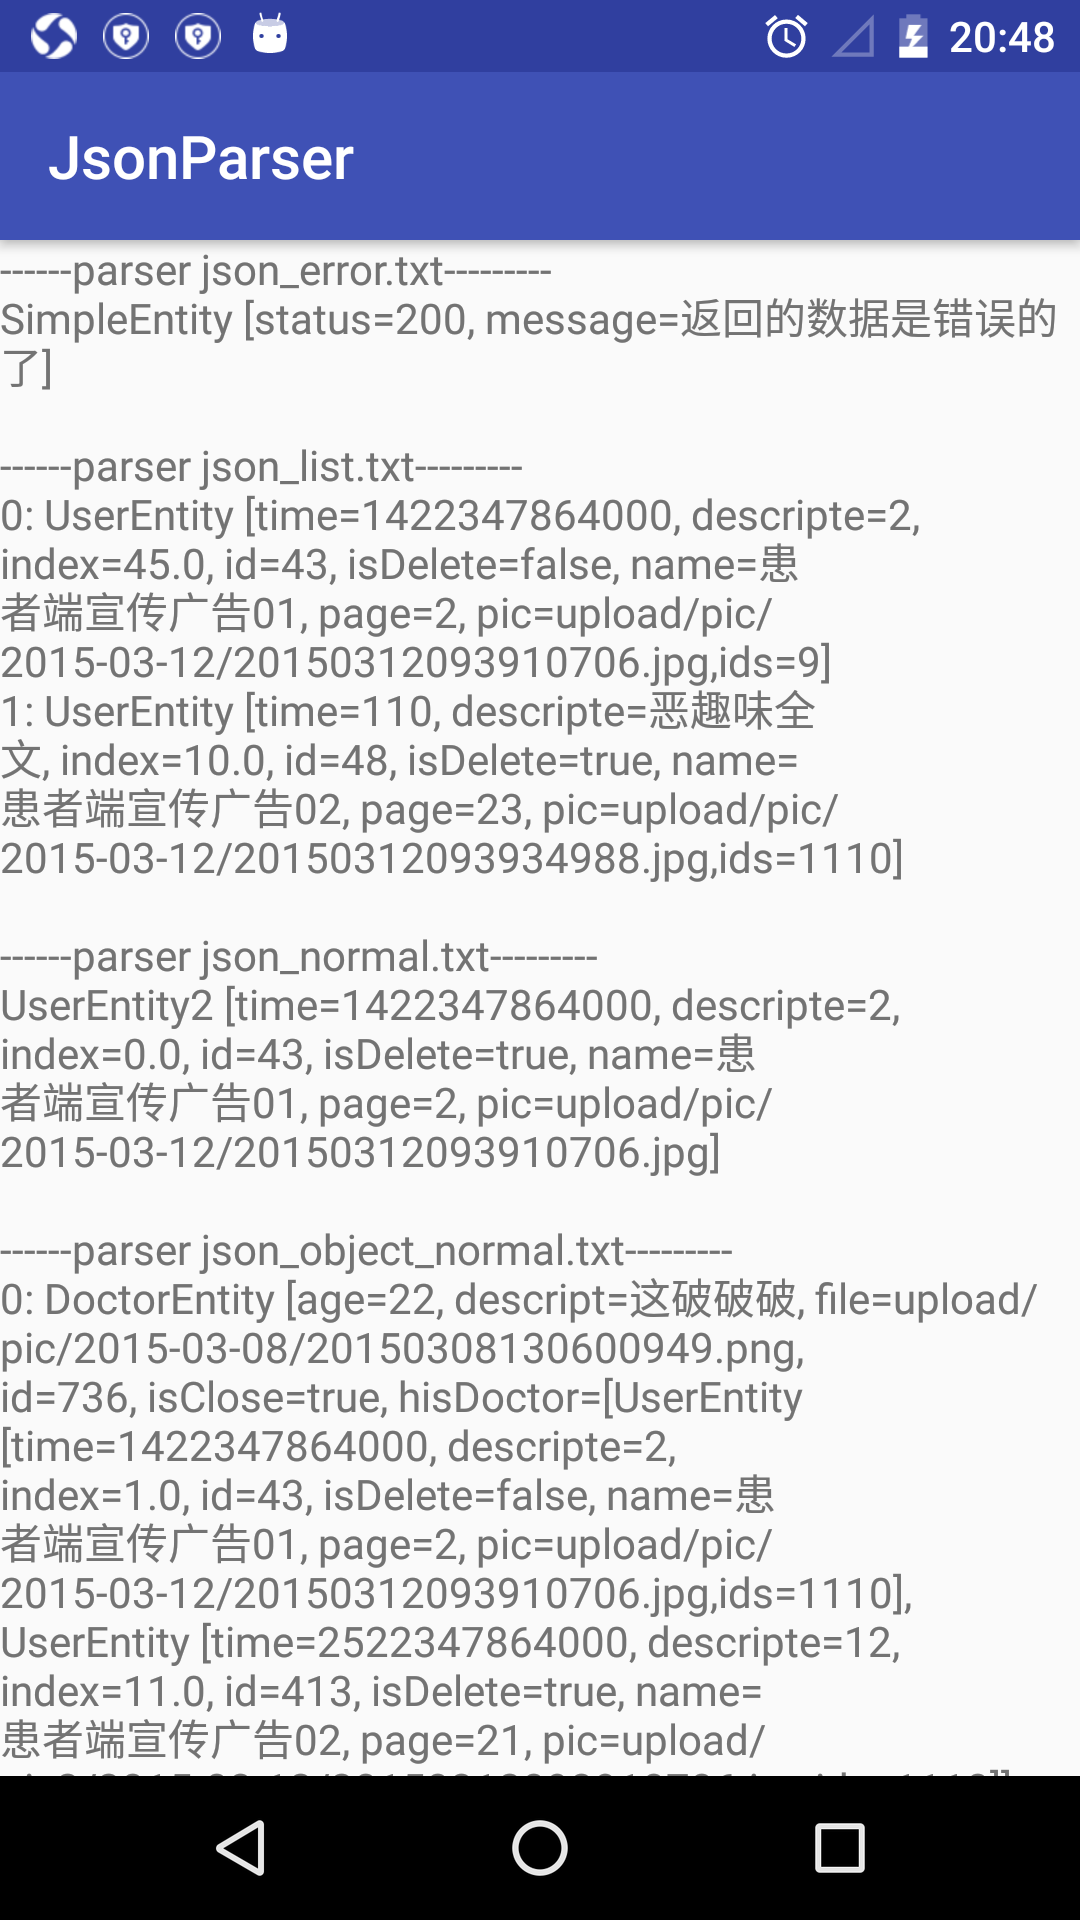 20:48
JsonParser
------parser json_error.txt---------
SimpleEntity [status=200, message=返回的数据是错误的
了]
------parser json_list.txt---------
0: UserEntity [time=1422347864000, descripte=2,
index=45.0, id=43, isDelete=false, name=患
者端宣传广告01, page=2, pic=upload/pic/
2015-03-12/20150312093910706.jpg,ids=9]
1: UserEntity [time=110, descripte=恶趣味全
文, index=10.0, id=48, isDelete=true, name=
患者端宣传广告02, page=23, pic=upload/pic/
2015-03-12/20150312093934988.jpg,ids=1110]
------parser json_normal.txt---------
UserEntity2 [time=1422347864000, descripte=2,
index=0.0, id=43, isDelete=true, name=患
者端宣传广告01, page=2, pic=upload/pic/
2015-03-12/20150312093910706.jpg]
------parser json_object_normal.txt---------
0: DoctorEntity [age=22, descript=这破破破, file=upload/
pic/2015-03-08/20150308130600949.png,
id=736, isClose=true, hisDoctor=[UserEntity
[time=1422347864000, descripte=2,
index=1.0, id=43, isDelete=false, name=患
者端宣传广告01, page=2, pic=upload/pic/
2015-03-12/20150312093910706.jpg,ids=1110],
UserEntity [time=2522347864000, descripte=12,
index=11.0, id=413, isDelete=true, name=
患者端宣传广告02, page=21, pic=upload/